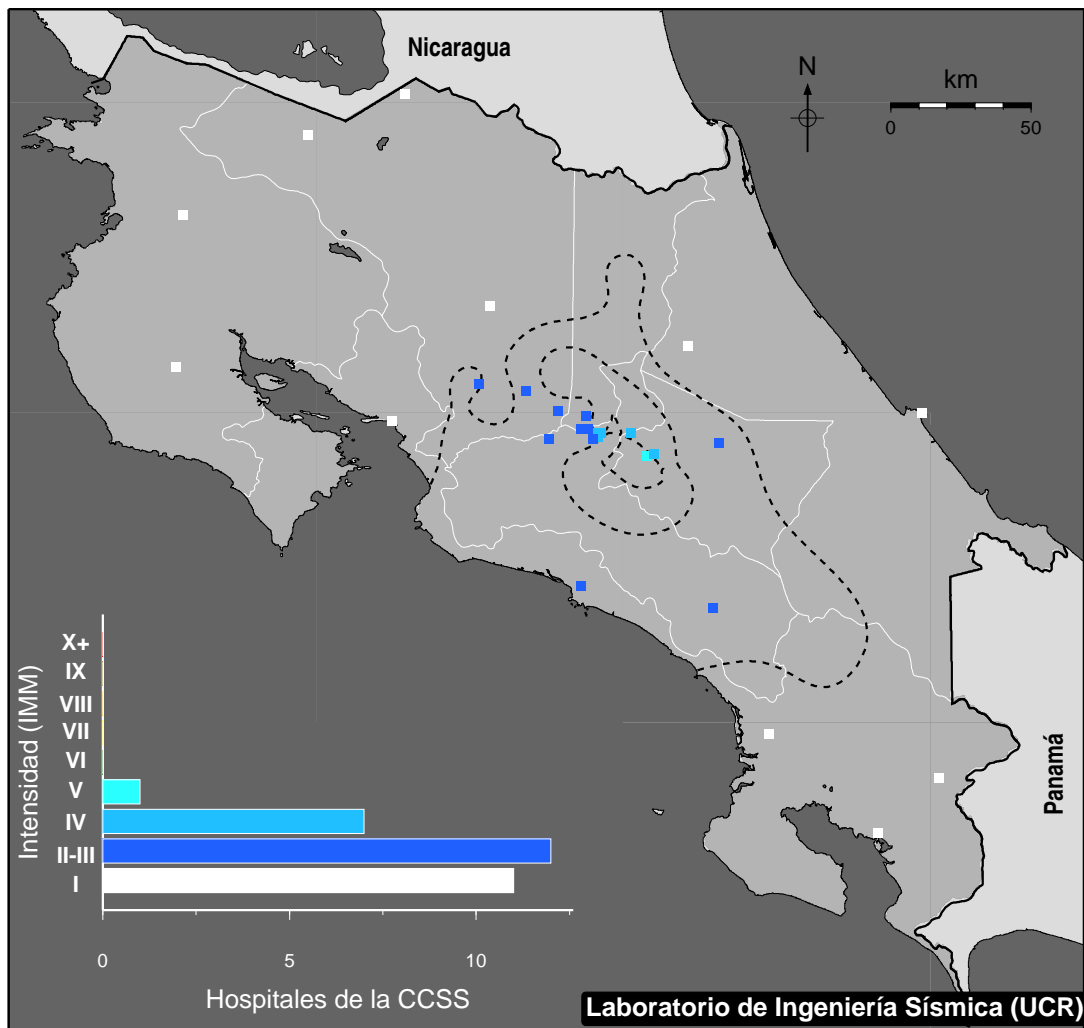 Nicaragua
N
km
0 50
Panamá
Intensidad (IMM)
X+
IX
VIII
VII
VI
V
IV
II-III
I
0 5 10
Hospitales de la CCSS
Laboratorio de Ingeniería Sísmica (UCR)